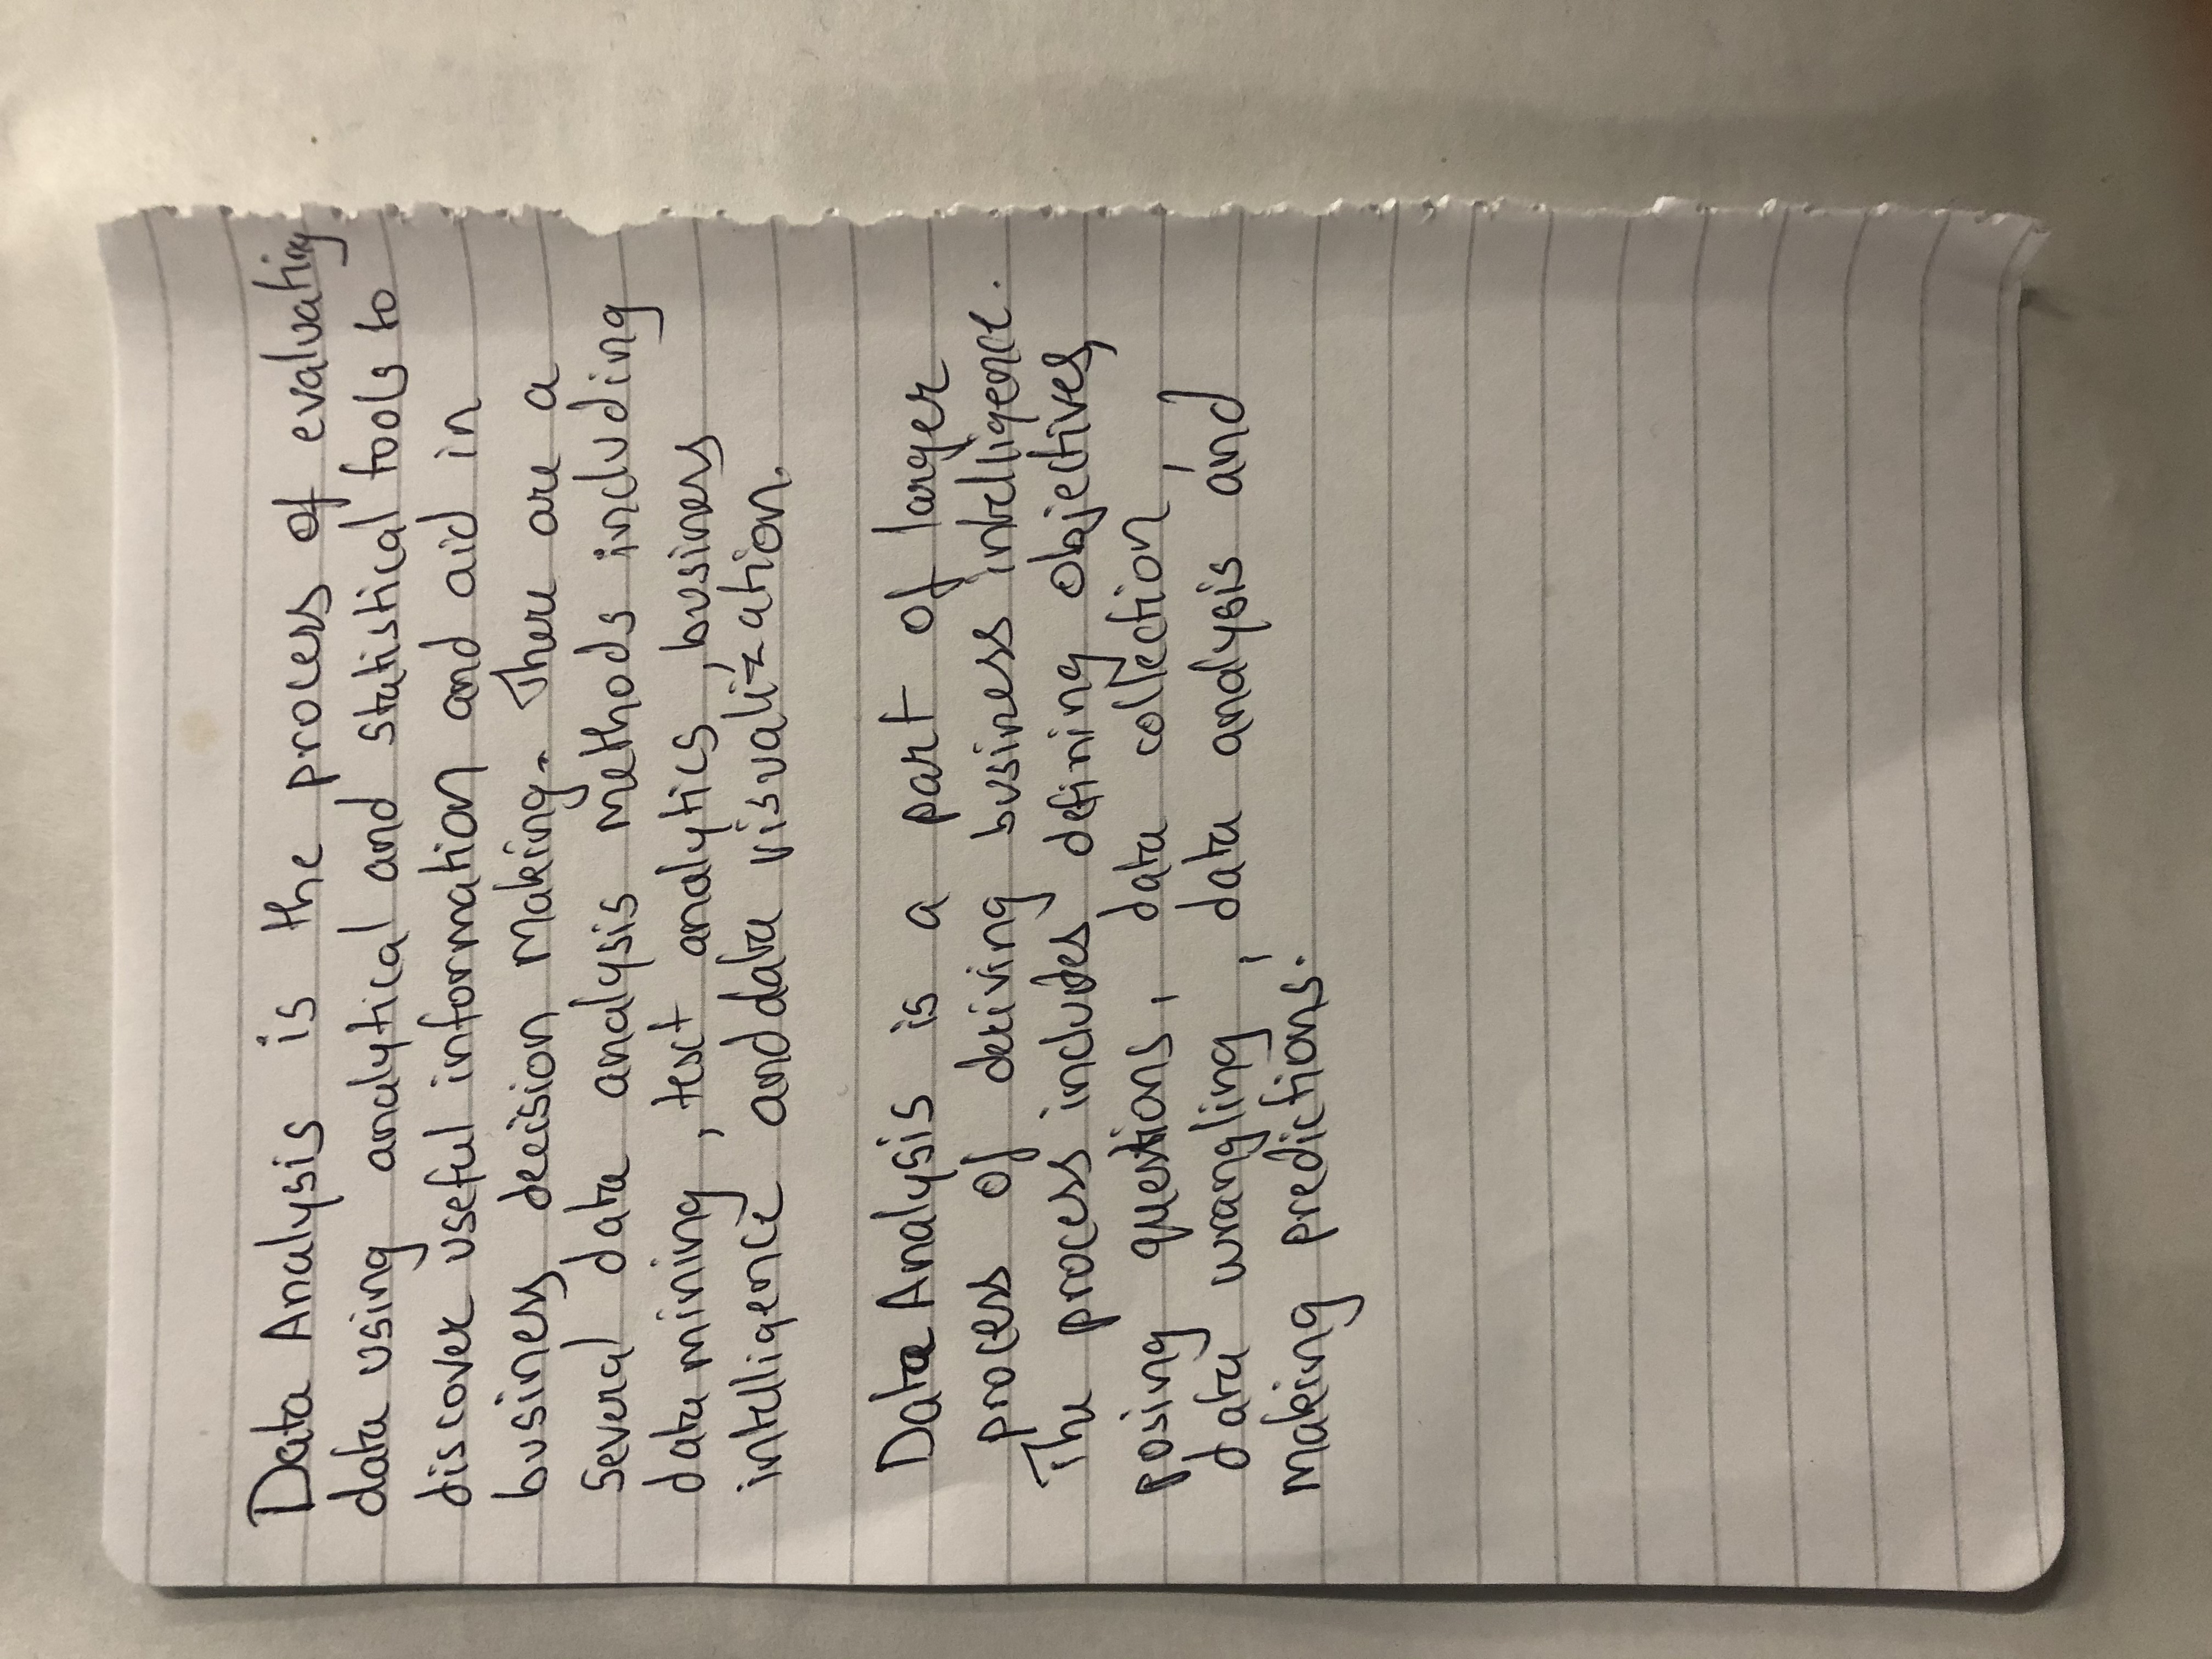 Data Analysis is the process of evaluating
data using analytical and statistical tools to
discover useful information and aid in
business decision making. There are a
several data analysis methods including
data mining, text analytics, business
intelligence and data visualization.
Data Analysis is a part of larger
process of deriving business intelligence.
The process includes defining objectives,
posing questions, data collection,
data wrangling, data analysis and
making predictions.